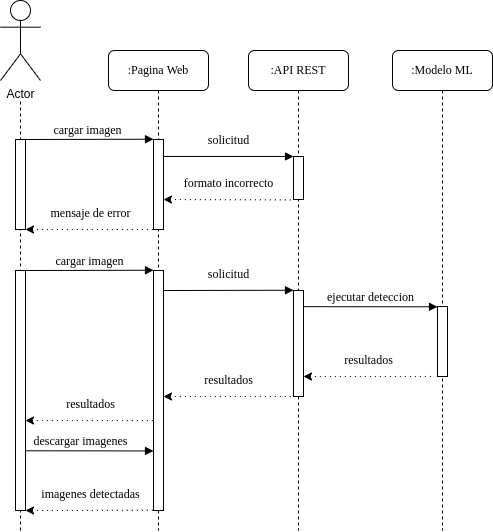 Actor
:Pagina Web
:API REST
:Modelo ML
cargar imagen
solicitud
formato incorrecto
mensaje de error
cargar imagen
solicitud
ejecutar deteccion
resultados
resultados
resultados
descargar imagenes
imagenes detectadas